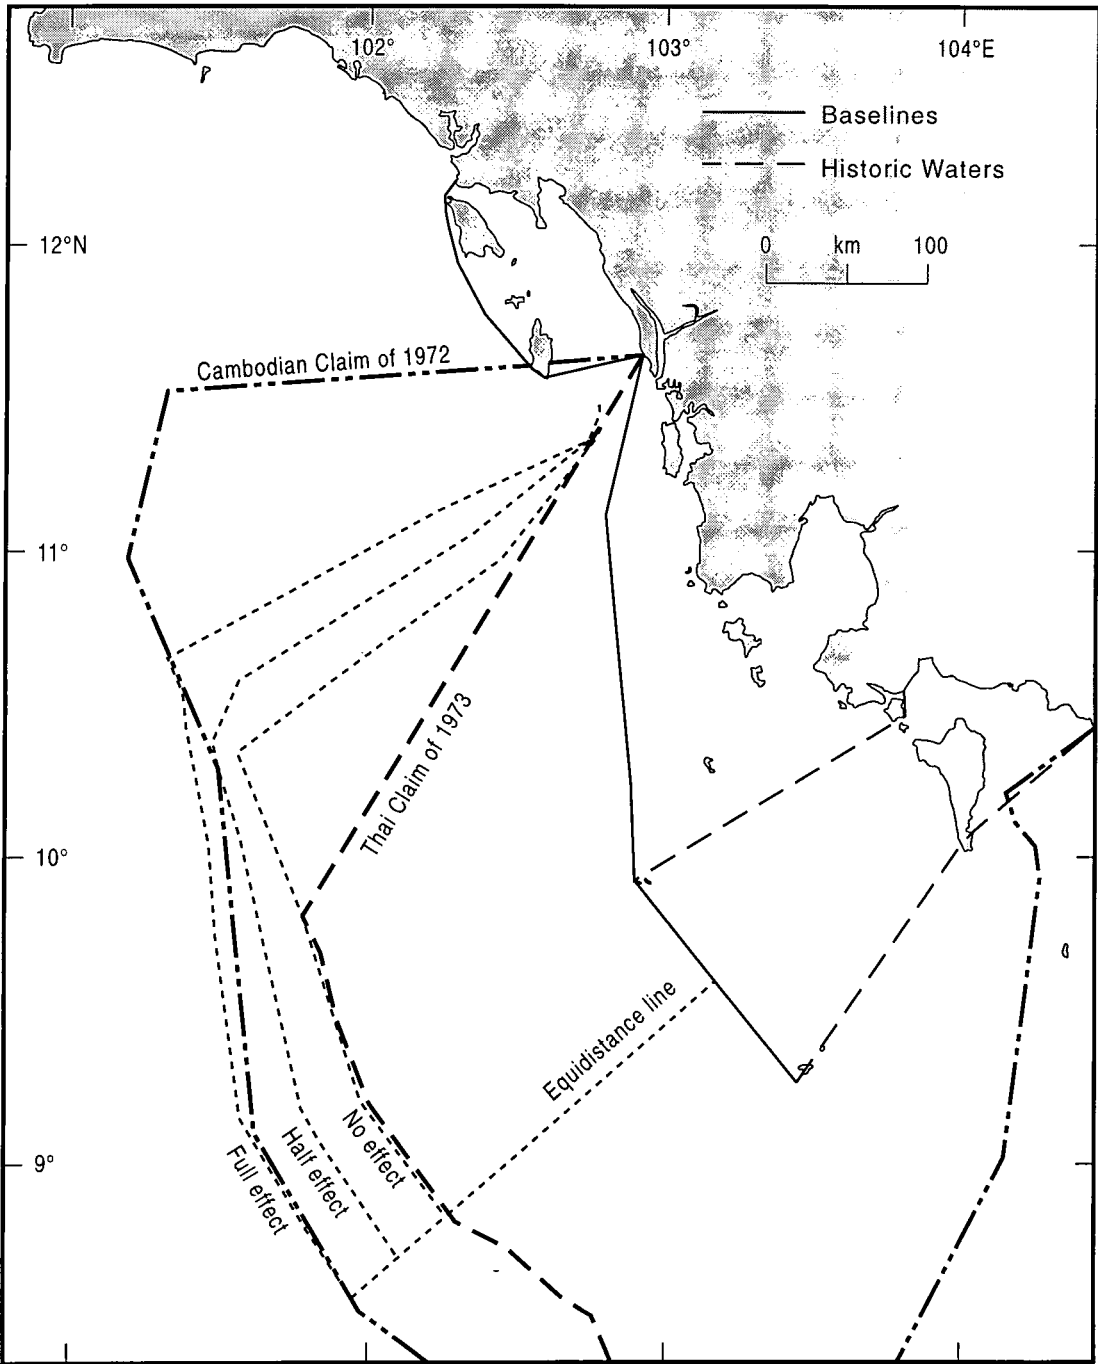 102°
103°
104°E
Baselines
Historic Waters
0 km 100
12°N
Cambodian Claim of 1972
11°
Thai Claim of 1973
10°
Equidistance line
9°
No effect
Half effect
Full effect